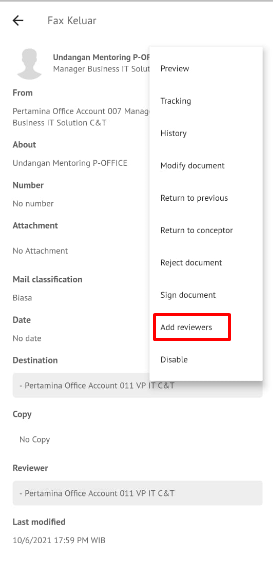 Fax Keluar
Undangan Mentoring P-OF
Manager Business IT Solut
From
Pertamina Office Account 007 Manag
Business IT Solution C&T
About
Undangan Mentoring P-OFFICE
Number
No number
Attachment
No Attachment
Mail classification
Biasa
Date
No date
Destination
- Pertamina Office Account 011 VP IT C&T
Copy
No Copy
Reviewer
- Pertamina Office Account 011 VP IT C&T
Last modified
10/6/2021 17:59 PM WIB
Preview
Tracking
History
Modify document
Return to previous
Return to conceptor
Reject document
Sign document
Add reviewers
Disable